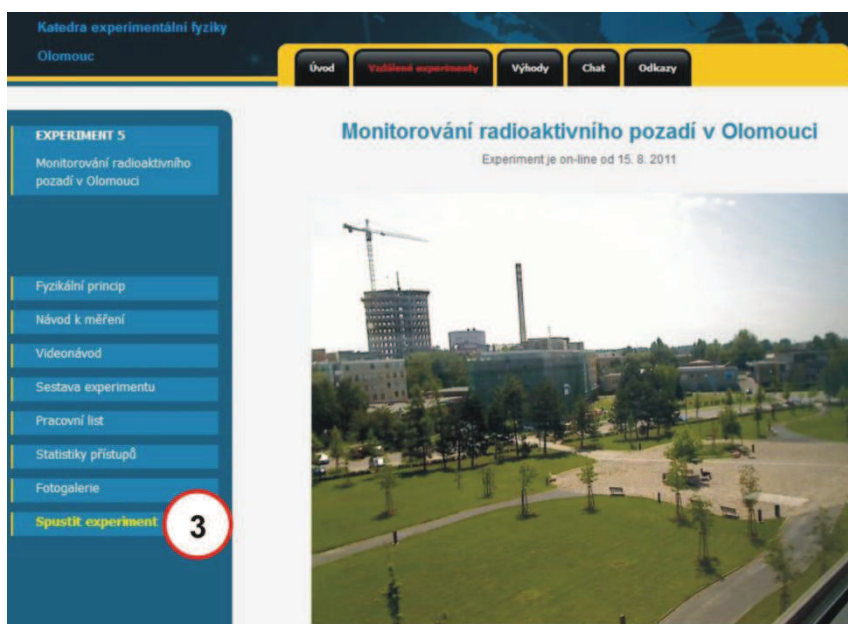 Katedra experimentální fyziky
Olomouc
Úvod
Vzdálené experimenty
Výhody
Chat
Odkazy
EXPERIMENT 5
Monitorování radioaktivního
pozadí v Olomouci
Fyzikální princip
Návod k měření
Videonávod
Sestava experimentu
Pracovní list
Statistiky přístupů
Fotogalerie
Spustit experiment
3
Monitorování radioaktivního pozadí v Olomouci
Experiment je on-line od 15. 8. 2011